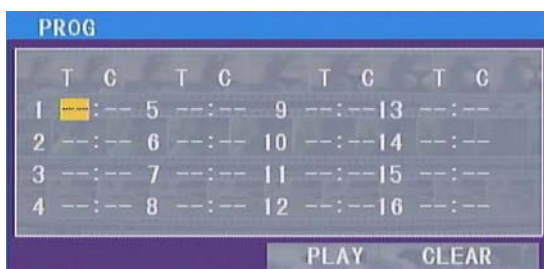 PROG
T C T C T C T C
1 --:-- 5 --:-- 9 --:-- 13 --:--
2 --:-- 6 --:-- 10 --:-- 14 --:--
3 --:-- 7 --:-- 11 --:-- 15 --:--
4 --:-- 8 --:-- 12 --:-- 16 --:--
PLAY CLEAR